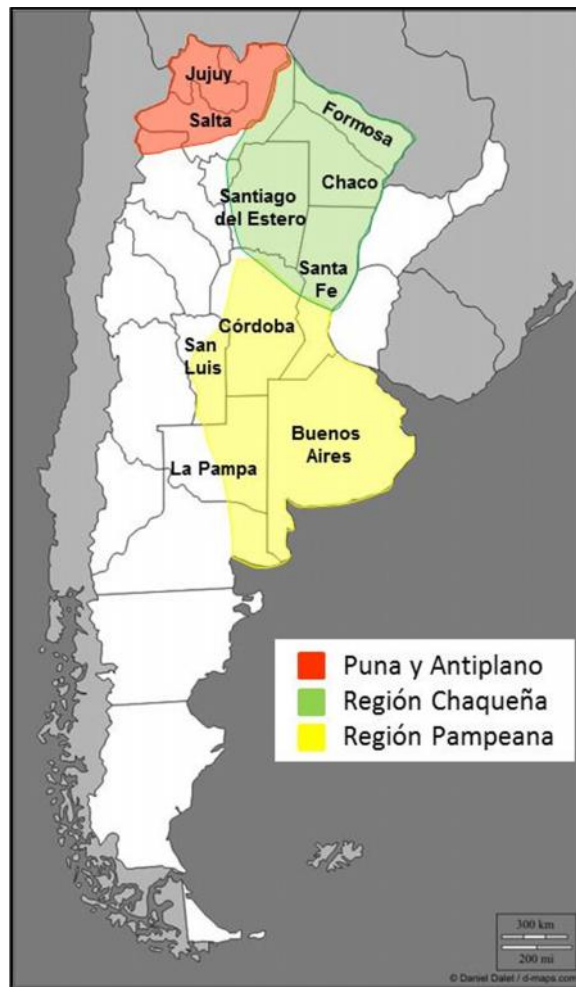 Jujuy
Salta
Formosa
Chaco
Santiago
del Estero
Santa
Fe
Córdoba
San
Luis
Buenos
Aires
La Pampa
Puna y Antiplano
Región Chaqueña
Región Pampeana
300 km
200 mi
© Daniel Dalet / d-maps.com